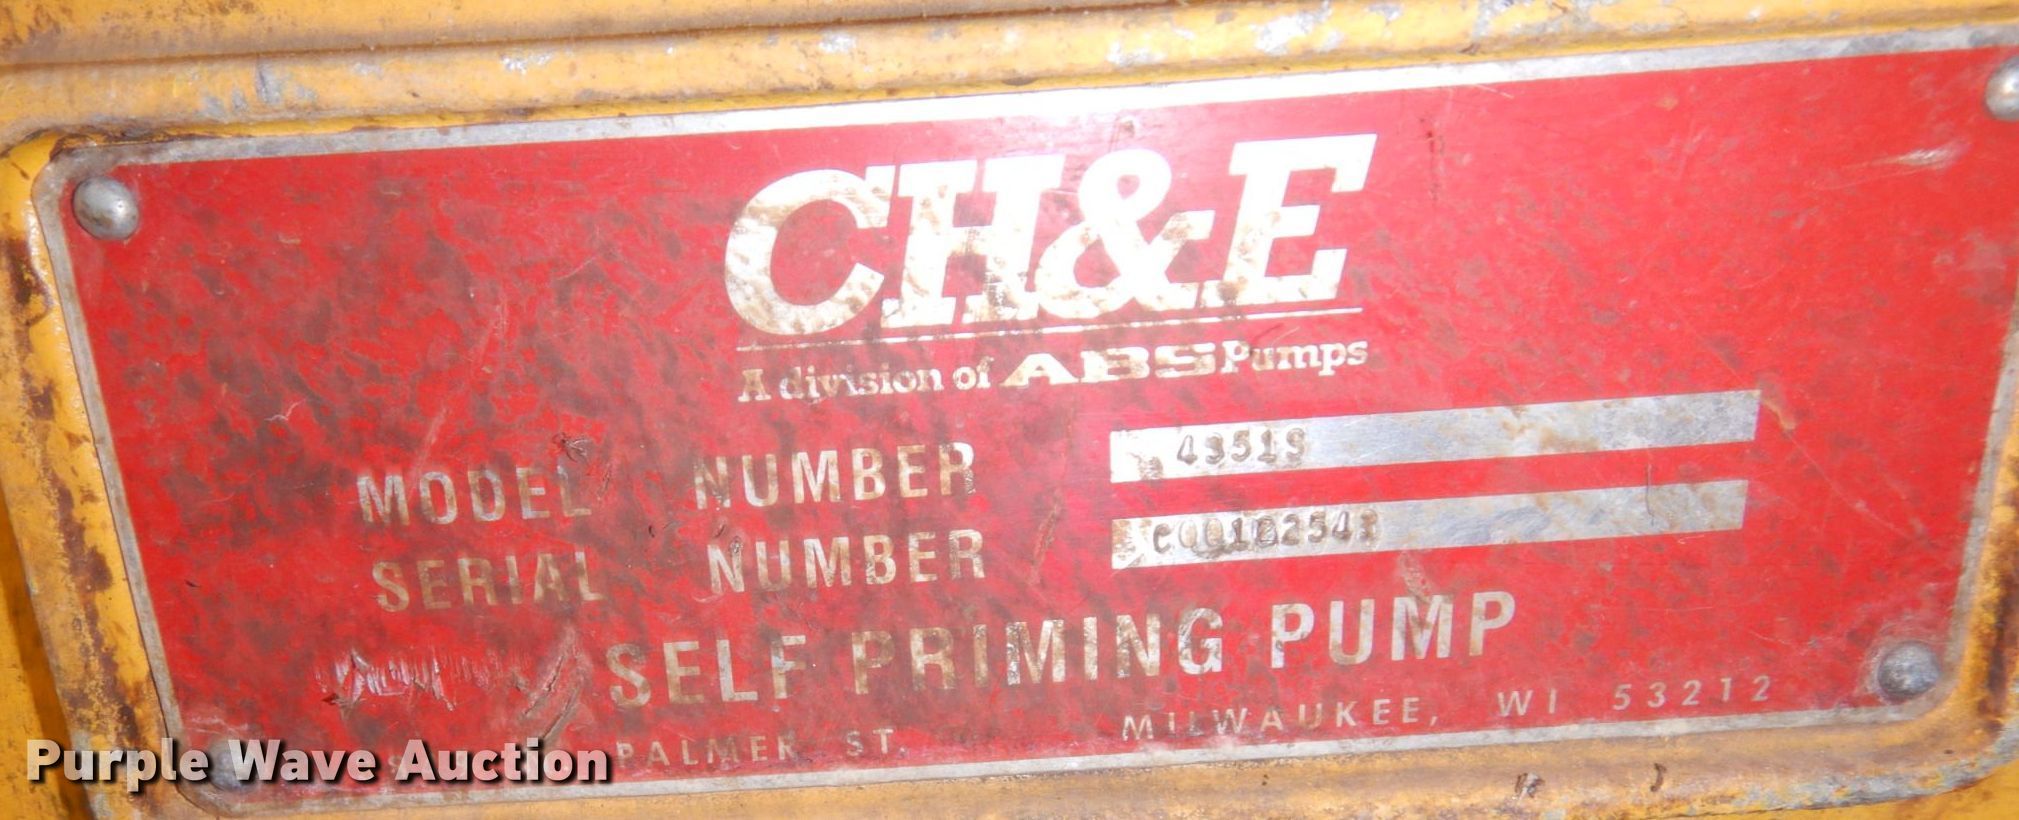 CH&E
A division of ABS Pumps
MODEL NUMBER
SERIAL NUMBER
SELF PRIMING PUMP
PALMER ST. MILWAUKEE, WI 53212
Purple Wave Auction